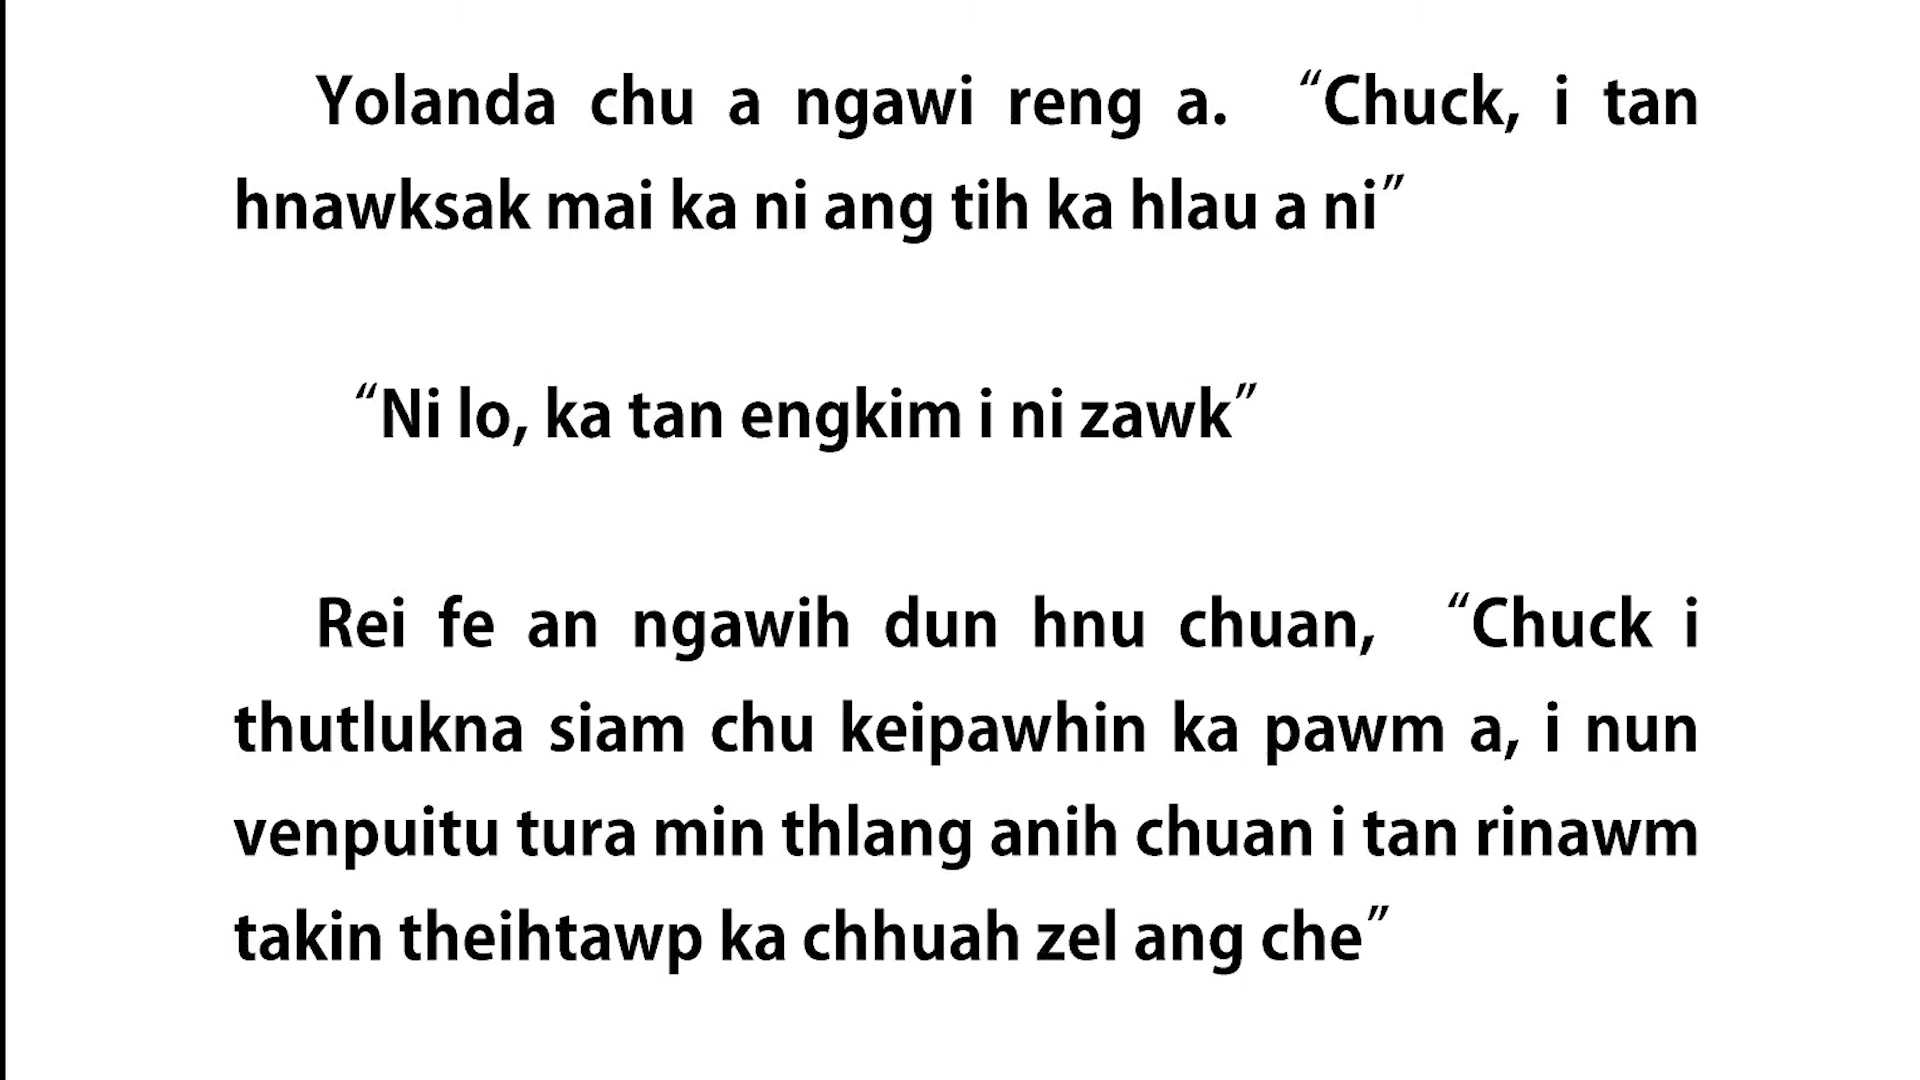 Yolanda chu a ngawi reng a. “Chuck, i tan
hnawksak mai ka ni ang tih ka hlau a ni”
“Ni lo, ka tan engkim i ni zawk”
Rei fe an ngawih dun hnu chuan, “Chuck i
thutlukna siam chu keipawhin ka pawm a, i nun
venpuitu tura min thlang anih chuan i tan rinawm
takin theihtawp ka chhuah zel ang che”